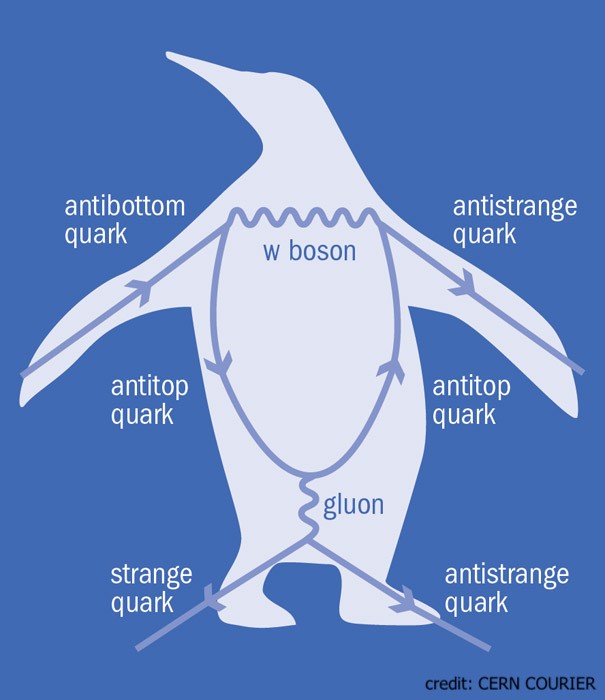 antibottom
quark
antistrange
quark
w boson
antitop
quark
antitop
quark
gluon
strange
quark
antistrange
quark
credit: CERN COURIER